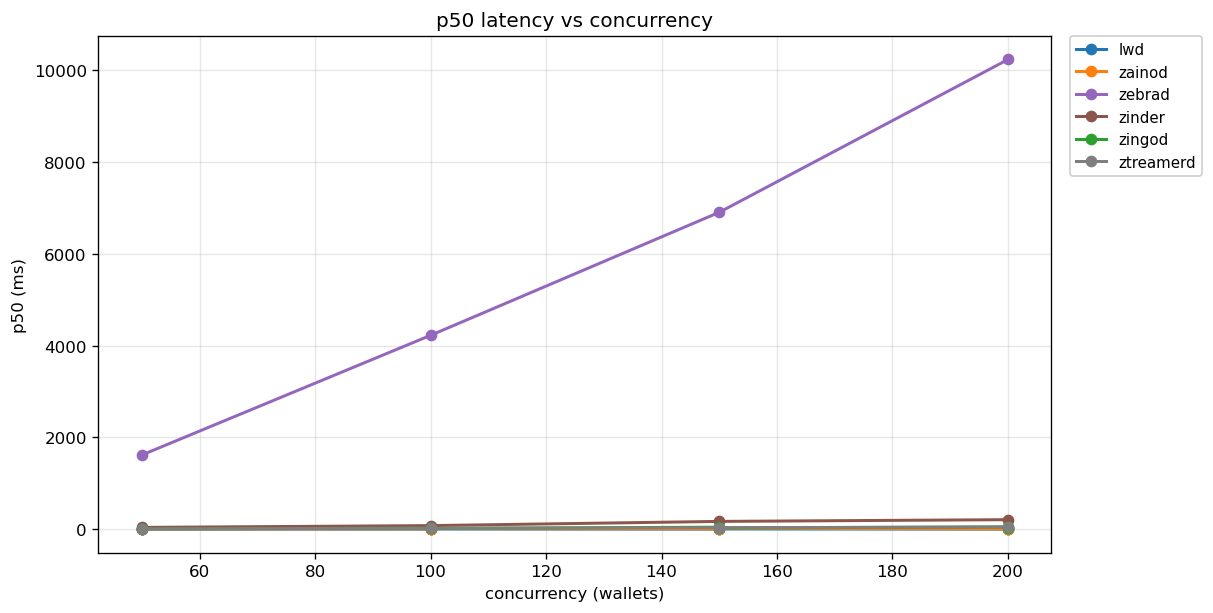 p50 latency vs concurrency
p50 (ms)
10000
8000
6000
4000
2000
0
60 80 100 120 140 160 180 200
concurrency (wallets)
lwd
zainod
zebrad
zinder
zingod
ztreamerd